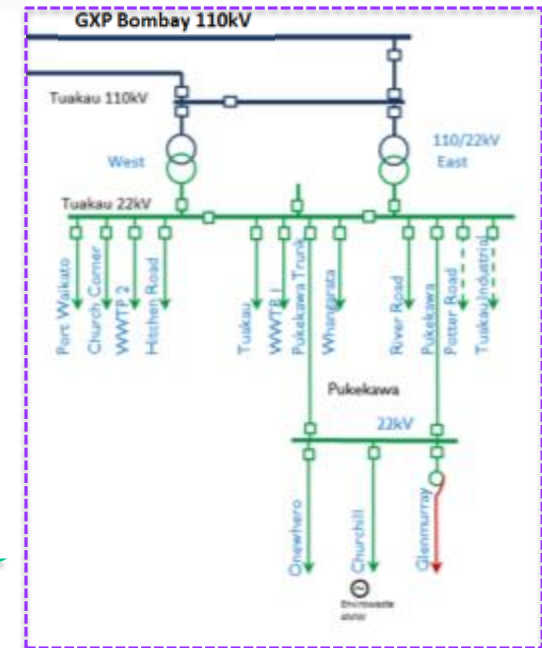 GXP Bombay 110kV
Tuakau 110kV
110/22kV
West
East
Tuakau 22kV
Port Waikato
Church Corner
WWTP 2
Hitchen Road
Tuakau
WWTP 1
Pukekawa Trunk
Whangarata
River Road
Pukekawa
Potter Road
Tuakau Industrial
Pukekawa
22kV
Onewhero
Churchill
Glenmurray
Envirowaste